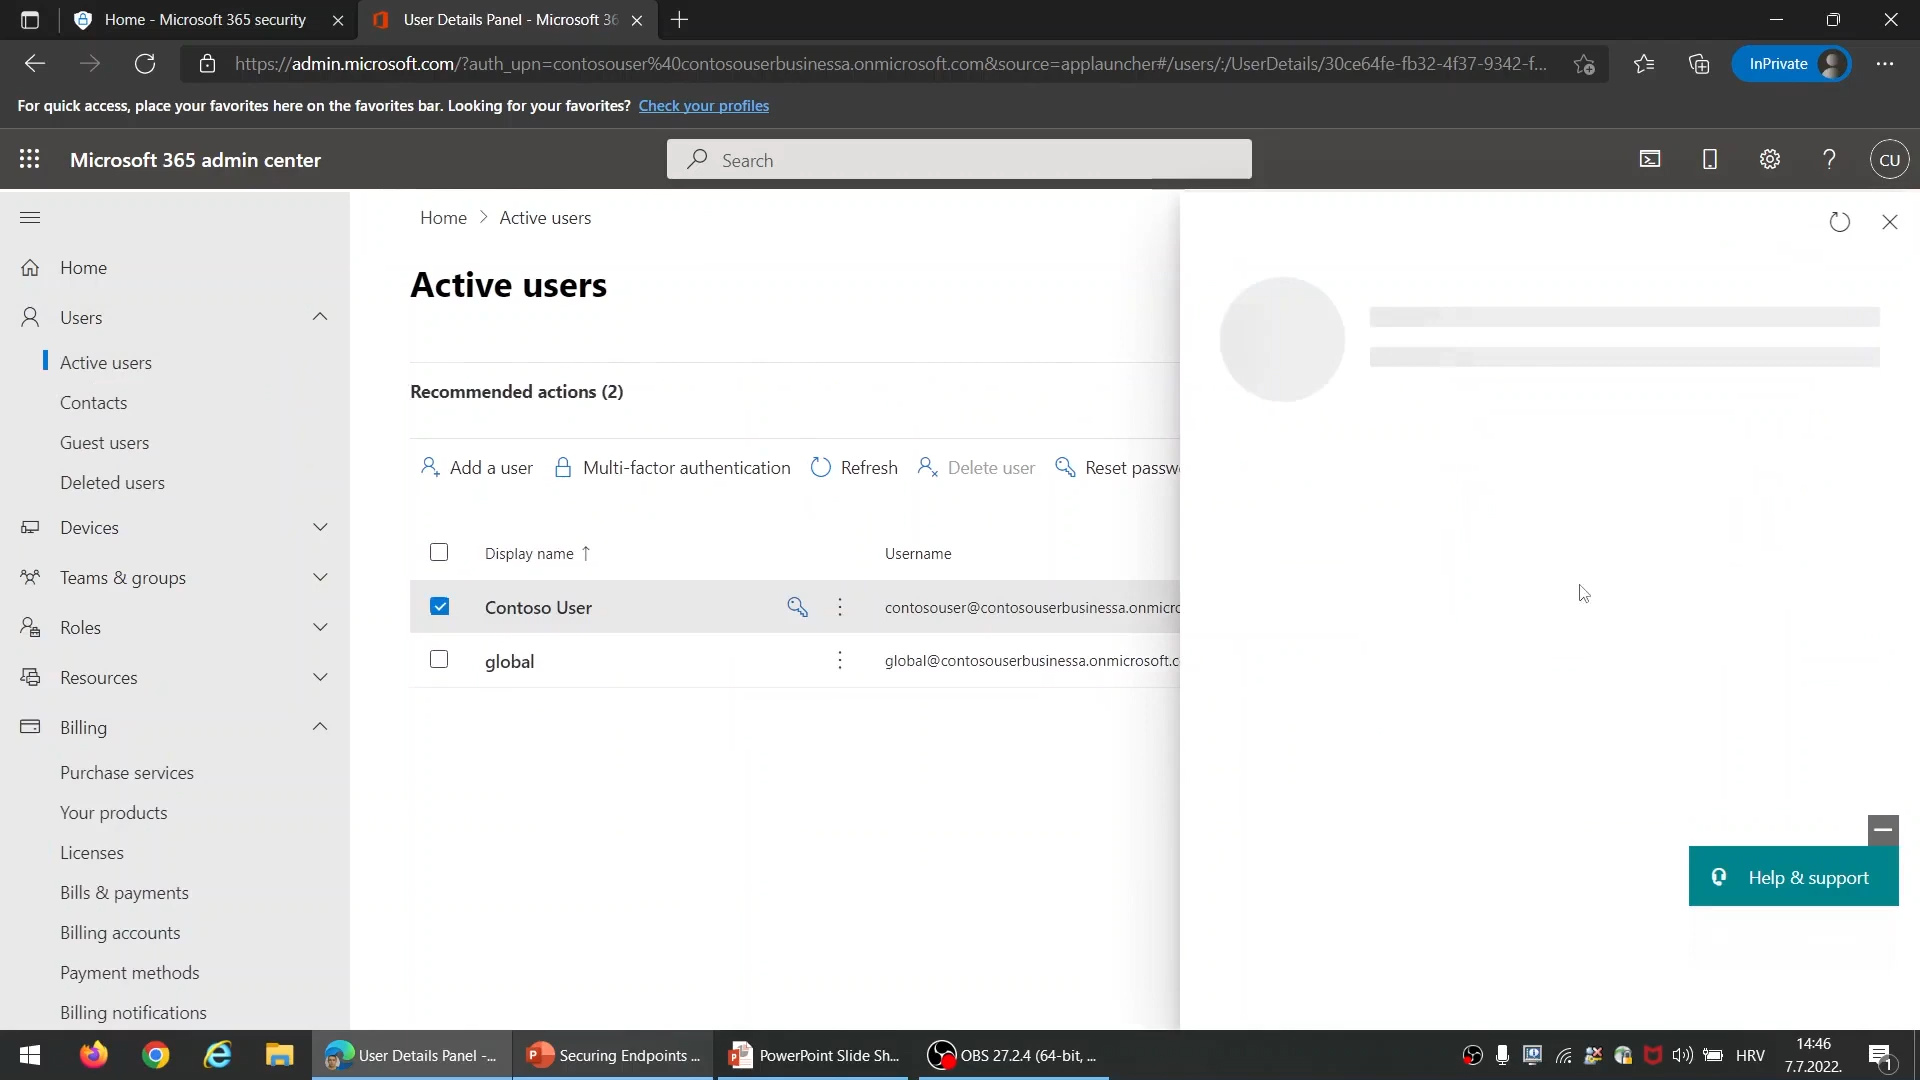 Home - Microsoft 365 security
User Details Panel - Microsoft 36
https://admin.microsoft.com/?auth_upn=contosouser%40contosouserbusinessa.onmicrosoft.com&source=applauncher#/users/:/UserDetails/30ce64fe-fb32-4f37-9342-f...
InPrivate
For quick access, place your favorites here on the favorites bar. Looking for your favorites? Check your profiles
Microsoft 365 admin center
Search
CU
Home
Users
Active users
Contacts
Guest users
Deleted users
Devices
Teams & groups
Roles
Resources
Billing
Purchase services
Your products
Licenses
Bills & payments
Billing accounts
Payment methods
Billing notifications
Home > Active users
Active users
Recommended actions (2)
Add a user
Multi-factor authentication
Refresh
Delete user
Reset passw
Display name ↑
Username
Contoso User
contosouser@contosouserbusinessa.onmicro
global
global@contosouserbusinessa.onmicrosoft.c
Help & support
User Details Panel -...
Securing Endpoints ...
PowerPoint Slide Sh...
OBS 27.2.4 (64-bit, ...
HRV
14:46
7.7.2022.
1